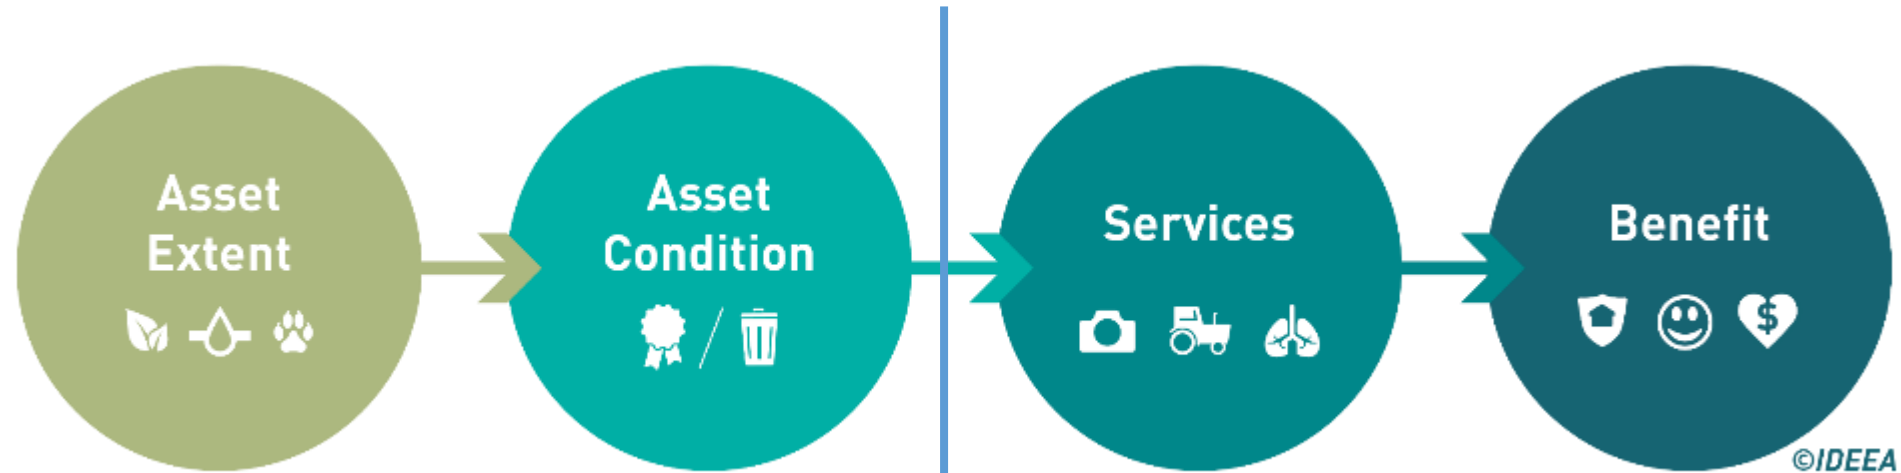 Asset
Extent
Asset
Condition
Services
Benefit
$
©IDEEA